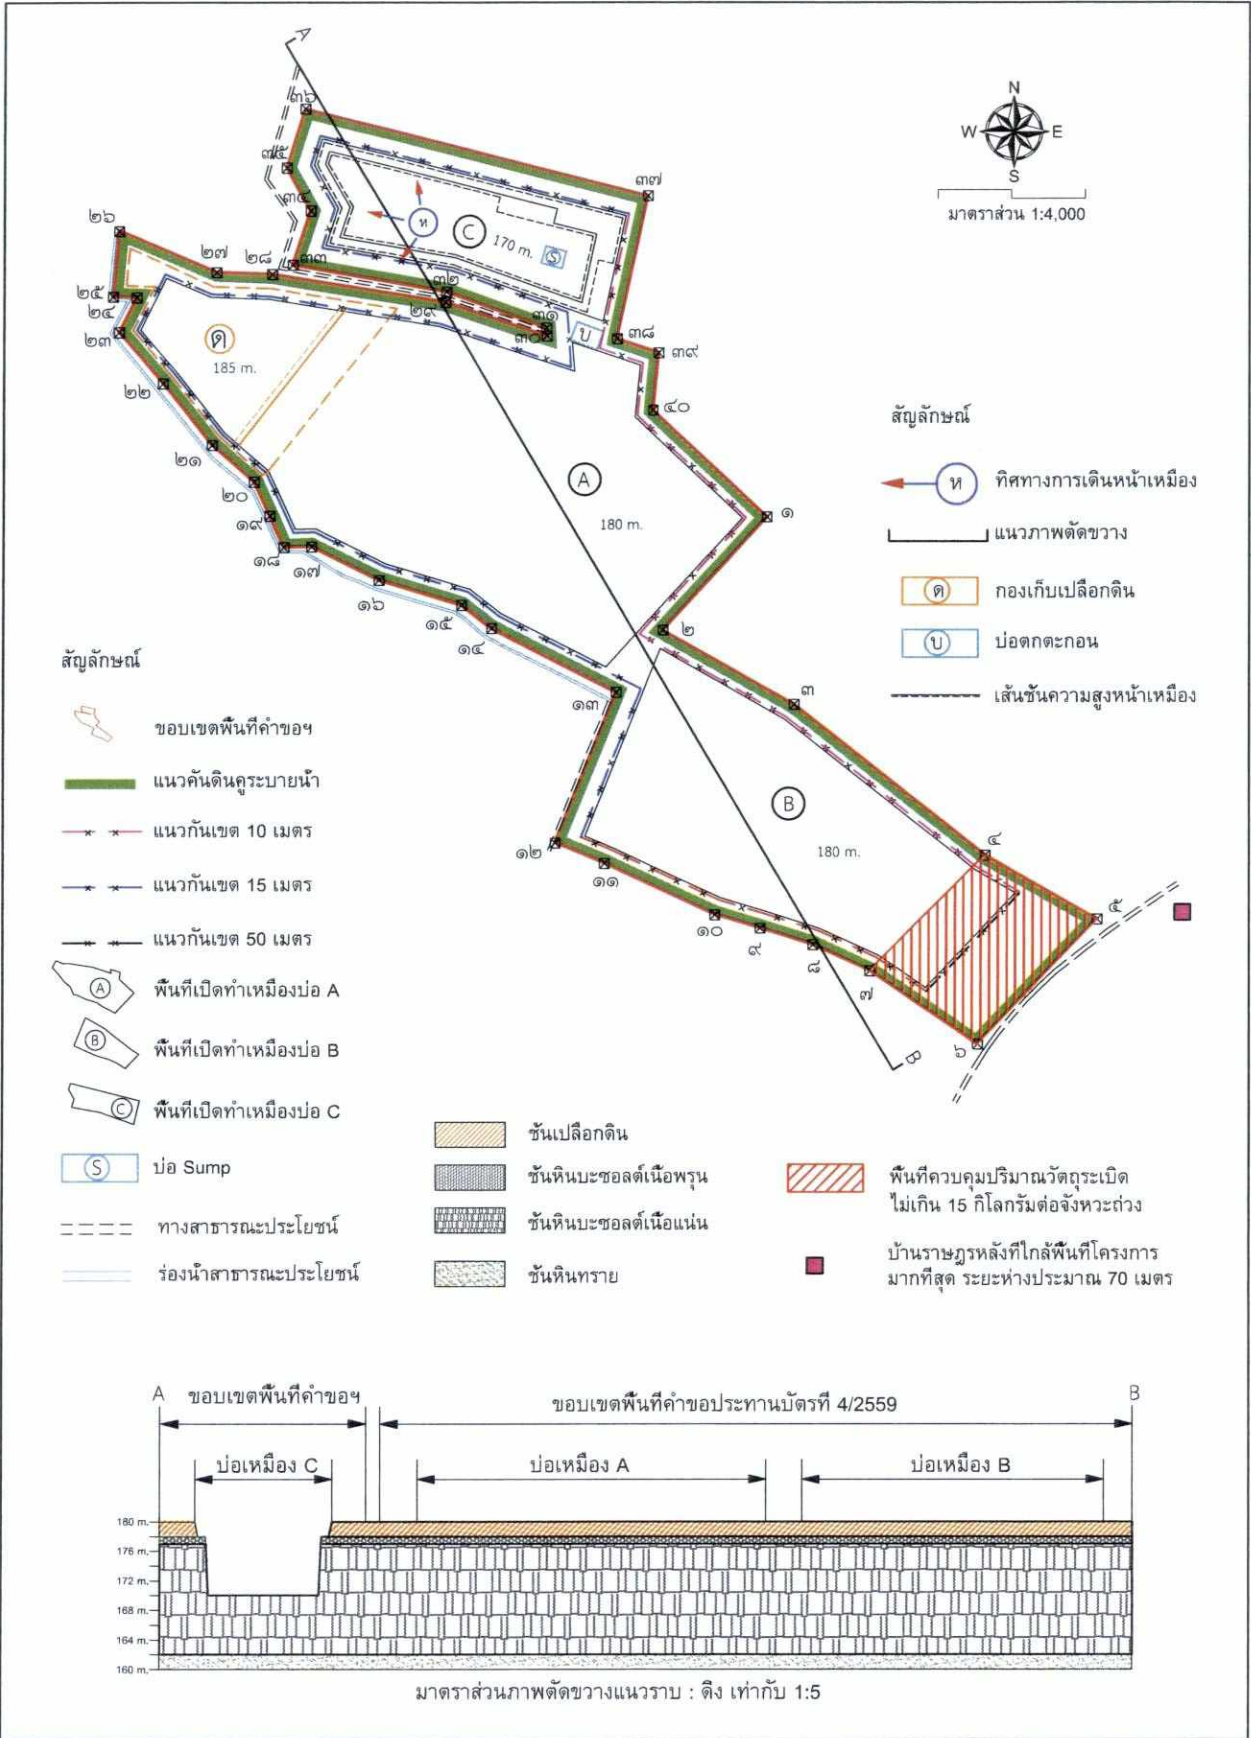 A
N
W E
S
มาตราส่วน 1:4,000
๓๖
๓๗
๓๕
๓๔
ห
C
170 m.
S
๒๖
๒๗
๒๘
๓๓
๓๒
๒๙
๓๑
๓๐
บ
๓๘
๓๙
๒๕
๒๔
๒๓
ด
185 m.
๒๒
๔๐
๒๑
๒๐
A
180 m.
๑๙
๑
๑๘
๑๗
๑๖
๑๕
๑๔
๒
๑๓
๓
B
180 m.
๑๒
๑๑
๔
๑๐
๙
๘
๗
๕
๖
B
สัญลักษณ์
ห ทิศทางการเดินหน้าเหมือง
แนวภาพตัดขวาง
ด กองเก็บเปลือกดิน
บ บ่อตกตะกอน
เส้นชั้นความสูงหน้าเหมือง
สัญลักษณ์
ขอบเขตพื้นที่คำขอฯ
แนวคันดินคูระบายน้ำ
แนวกันเขต 10 เมตร
แนวกันเขต 15 เมตร
แนวกันเขต 50 เมตร
A พื้นที่เปิดทำเหมืองบ่อ A
B พื้นที่เปิดทำเหมืองบ่อ B
C พื้นที่เปิดทำเหมืองบ่อ C
S บ่อ Sump
ทางสาธารณะประโยชน์
ร่องน้ำสาธารณะประโยชน์
ชั้นเปลือกดิน
ชั้นหินบะซอลต์เนื้อพรุน
ชั้นหินบะซอลต์เนื้อแน่น
ชั้นหินทราย
พื้นที่ควบคุมปริมาณวัตถุระเบิด
ไม่เกิน 15 กิโลกรัมต่อจังหวะถ่วง
บ้านราษฎรหลังที่ใกล้พื้นที่โครงการ
มากที่สุด ระยะห่างประมาณ 70 เมตร
A ขอบเขตพื้นที่คำขอฯ ขอบเขตพื้นที่คำขอประทานบัตรที่ 4/2559 B
บ่อเหมือง C บ่อเหมือง A บ่อเหมือง B
180 m.
176 m.
172 m.
168 m.
164 m.
160 m.
มาตราส่วนภาพตัดขวางแนวราบ : ดิ่ง เท่ากับ 1:5